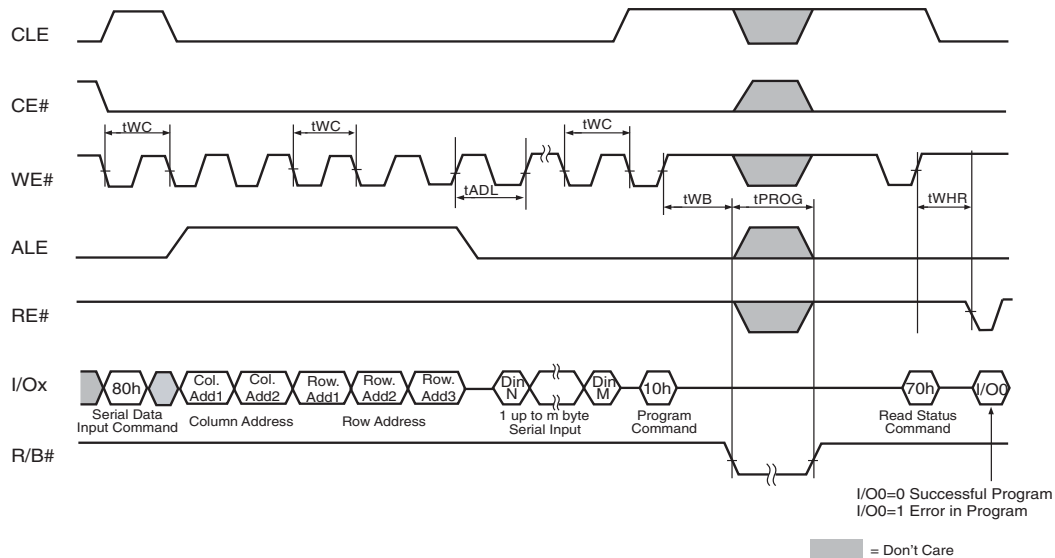 CLE
CE#
tWC
tWC
tWC
WE#
tADL
tWB
tPROG
tWHR
ALE
RE#
I/Ox
80h
Col. Add1
Col. Add2
Row. Add1
Row. Add2
Row. Add3
Din N
Din M
10h
70h
I/O0
Serial Data
Input Command
Column Address
Row Address
1 up to m byte
Serial Input
Program
Command
Read Status
Command
R/B#
I/O0=0 Successful Program
I/O0=1 Error in Program
= Don't Care